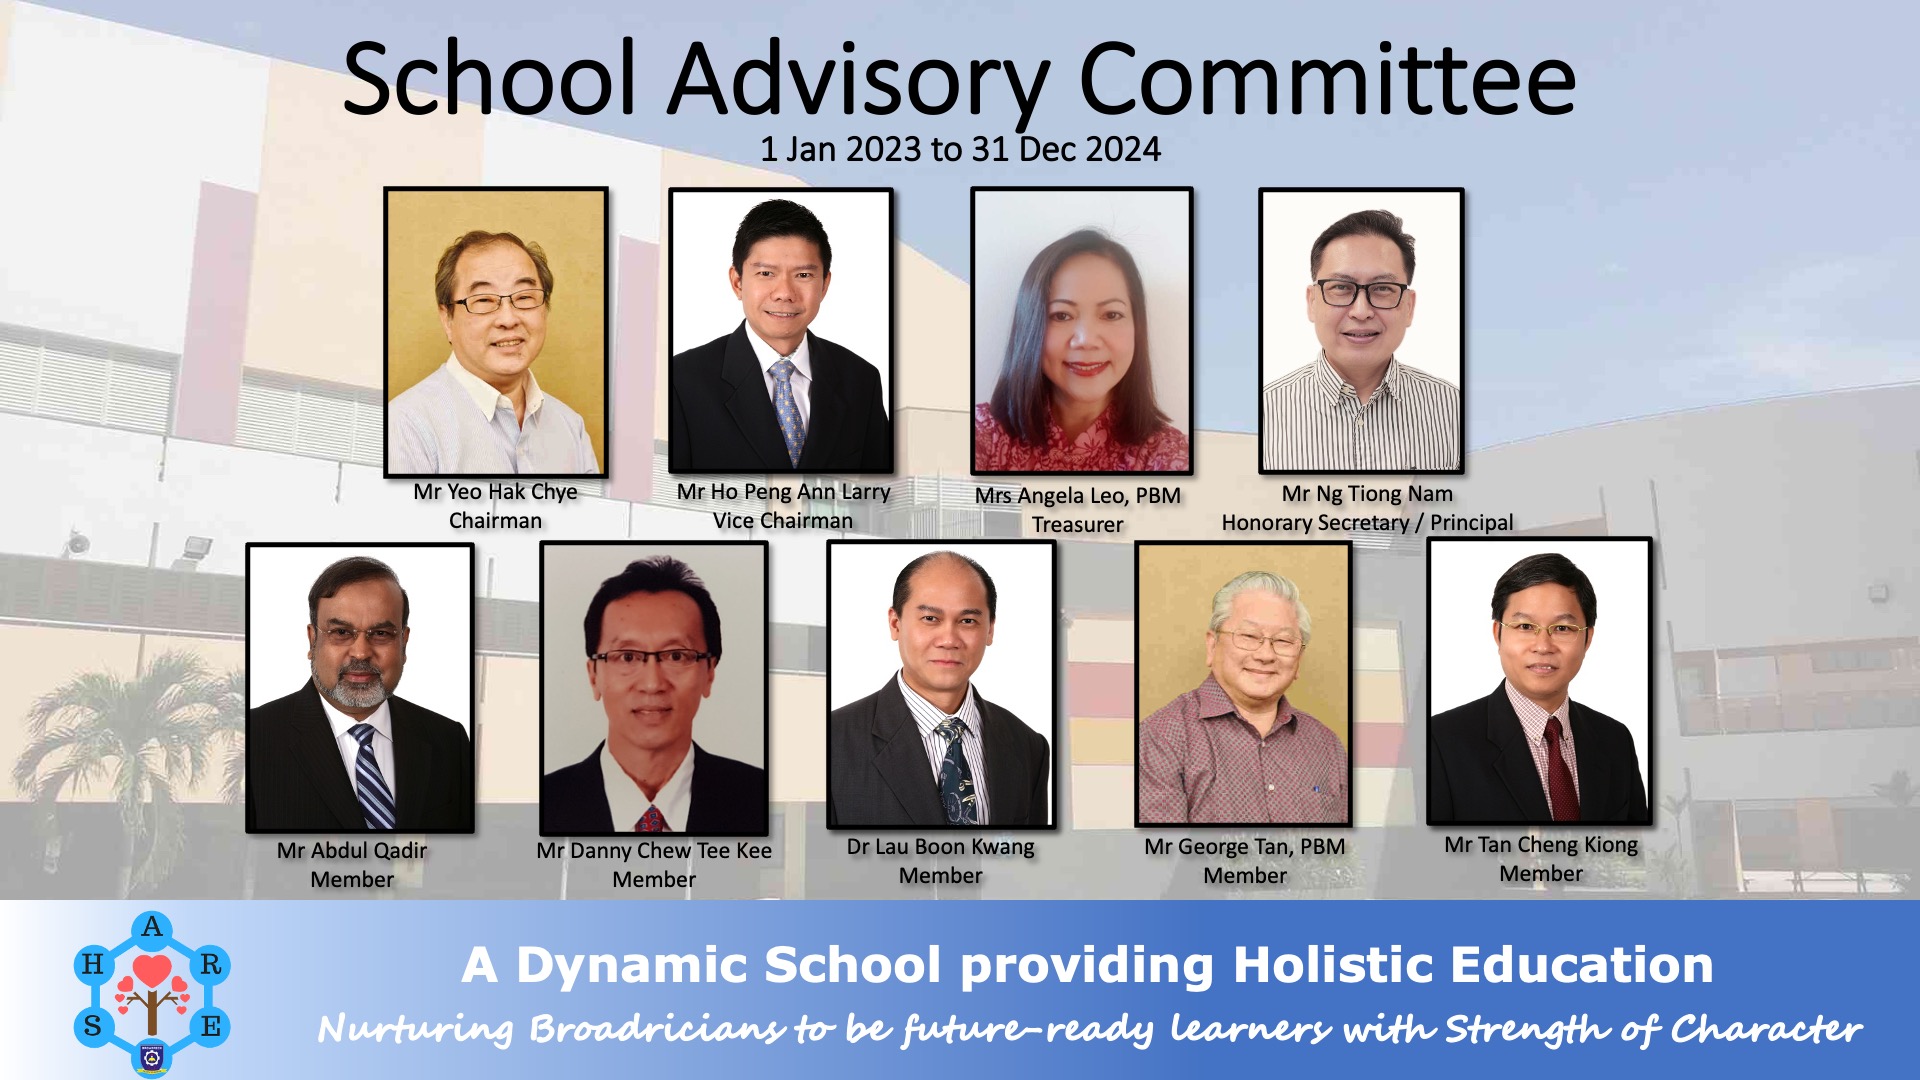 School Advisory Committee
1 Jan 2023 to 31 Dec 2024
Mr Yeo Hak Chye
Chairman
Mr Ho Peng Ann Larry
Vice Chairman
Mrs Angela Leo, PBM
Treasurer
Mr Ng Tiong Nam
Honorary Secretary / Principal
Mr Abdul Qadir
Member
Mr Danny Chew Tee Kee
Member
Dr Lau Boon Kwang
Member
Mr George Tan, PBM
Member
Mr Tan Cheng Kiong
Member
S
H
A
R
E
A Dynamic School providing Holistic Education
Nurturing Broadricians to be future-ready learners with Strength of Character